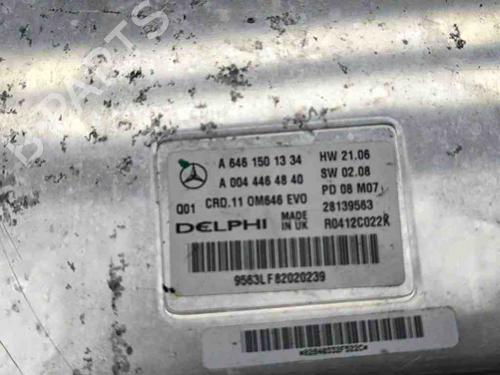 B-PARTS
A 646 150 13 34 HW 21.06
A 004 446 48 40 SW 02.08
001 CRD.11 OM646 EVO PD 08 M07
DELPHI MADE IN UK 28139563
R0412C022K
9563LF82020239